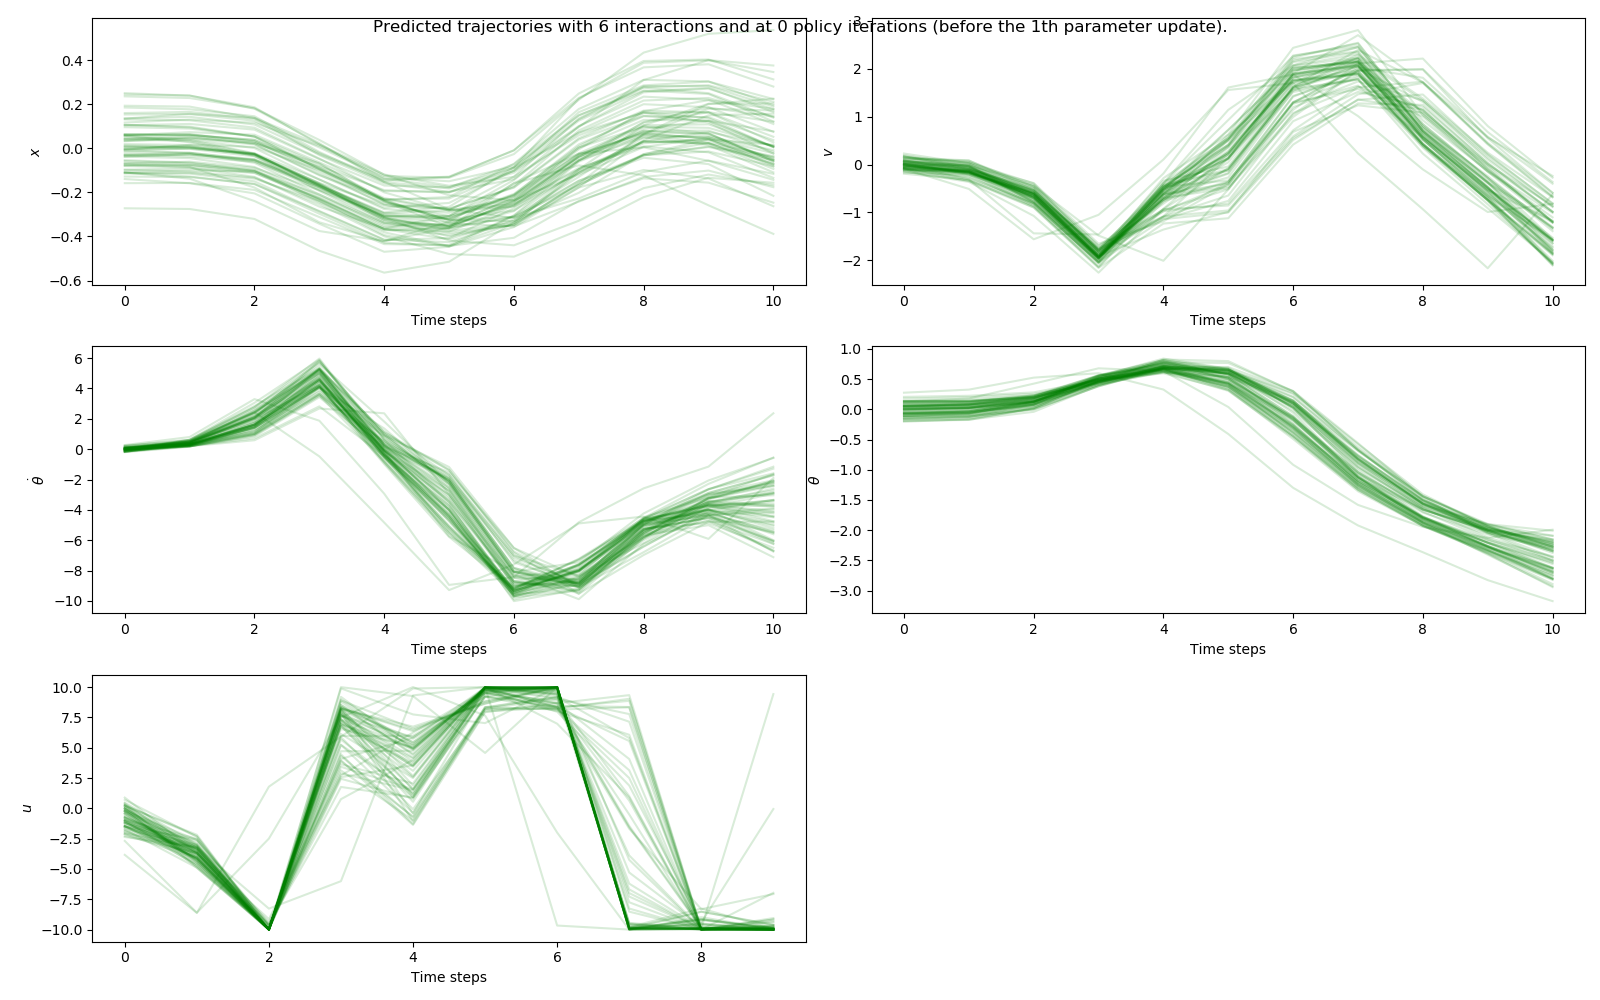 Predicted trajectories with 6 interactions and at 0 policy iterations (before the 1th parameter update).
0.4
0.2
0.0
−0.2
−0.4
−0.6
x
0 2 4 6 8 10
Time steps
3
2
1
0
−1
−2
v
0 2 4 6 8 10
Time steps
6
4
2
0
−2
−4
−6
−8
−10
θ̇
0 2 4 6 8 10
Time steps
1.0
0.5
0.0
−0.5
−1.0
−1.5
−2.0
−2.5
−3.0
θ
0 2 4 6 8 10
Time steps
10.0
7.5
5.0
2.5
0.0
−2.5
−5.0
−7.5
−10.0
u
0 2 4 6 8
Time steps